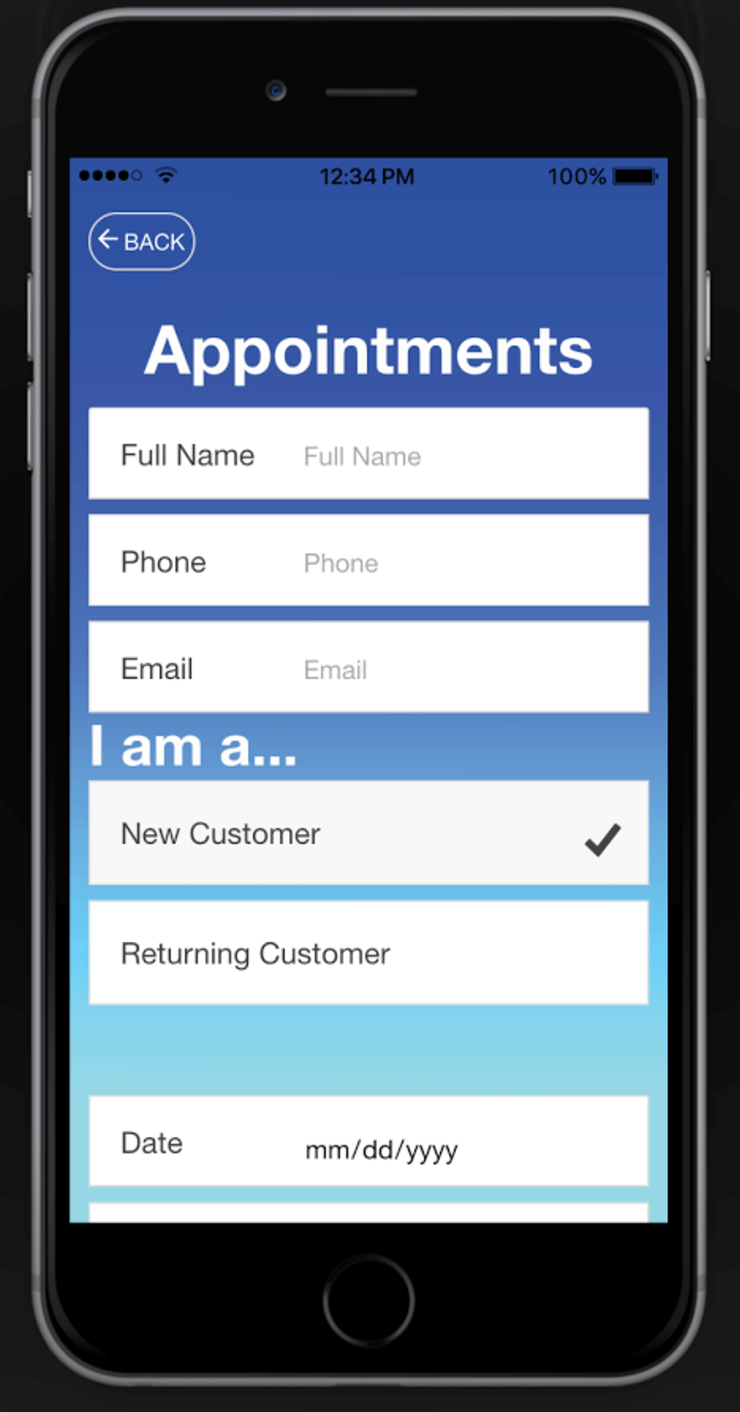 12:34 PM 100%
BACK
Appointments
Full Name Full Name
Phone Phone
Email Email
I am a...
New Customer
Returning Customer
Date mm/dd/yyyy